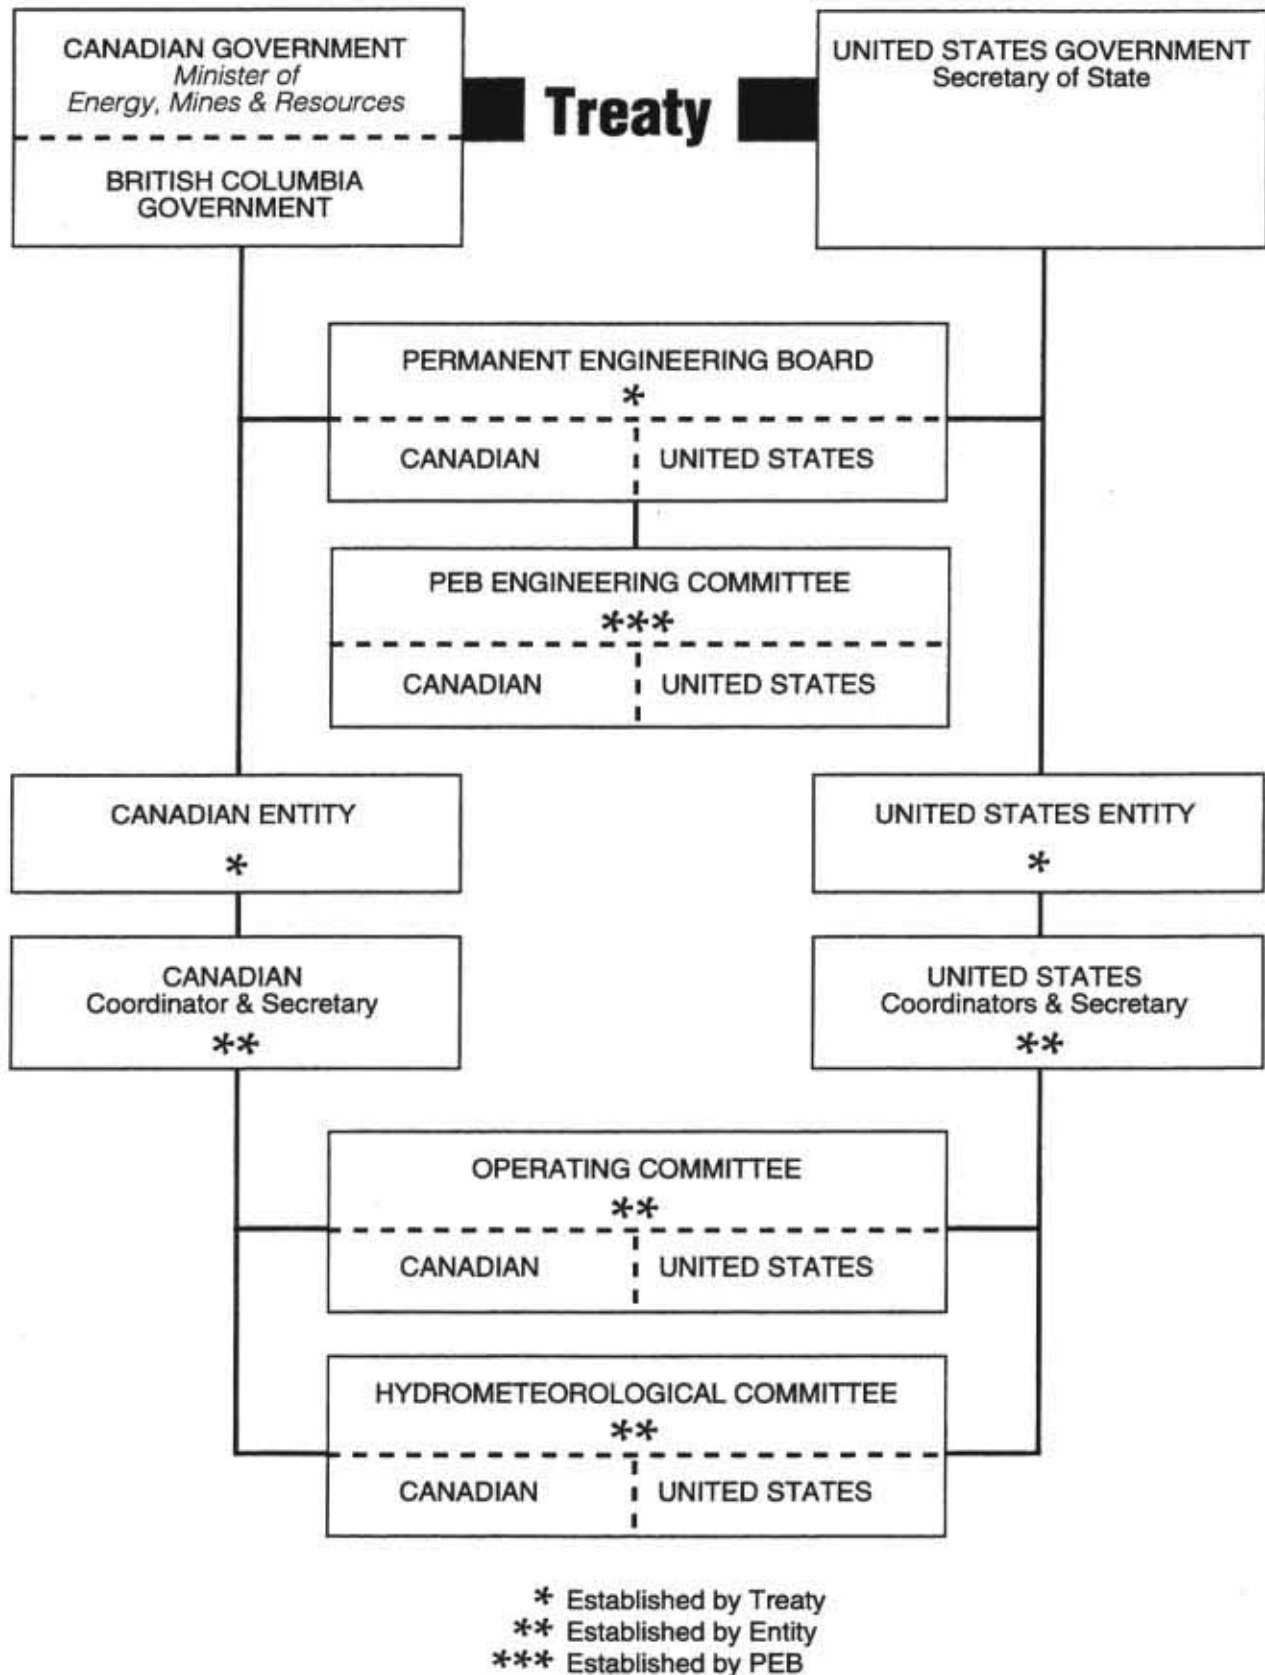 CANADIAN GOVERNMENT
Minister of
Energy, Mines & Resources
BRITISH COLUMBIA
GOVERNMENT
Treaty
UNITED STATES GOVERNMENT
Secretary of State
PERMANENT ENGINEERING BOARD
*
CANADIAN
UNITED STATES
PEB ENGINEERING COMMITTEE
***
CANADIAN
UNITED STATES
CANADIAN ENTITY
*
UNITED STATES ENTITY
*
CANADIAN
Coordinator & Secretary
**
UNITED STATES
Coordinators & Secretary
**
OPERATING COMMITTEE
**
CANADIAN
UNITED STATES
HYDROMETEOROLOGICAL COMMITTEE
**
CANADIAN
UNITED STATES
* Established by Treaty
** Established by Entity
*** Established by PEB